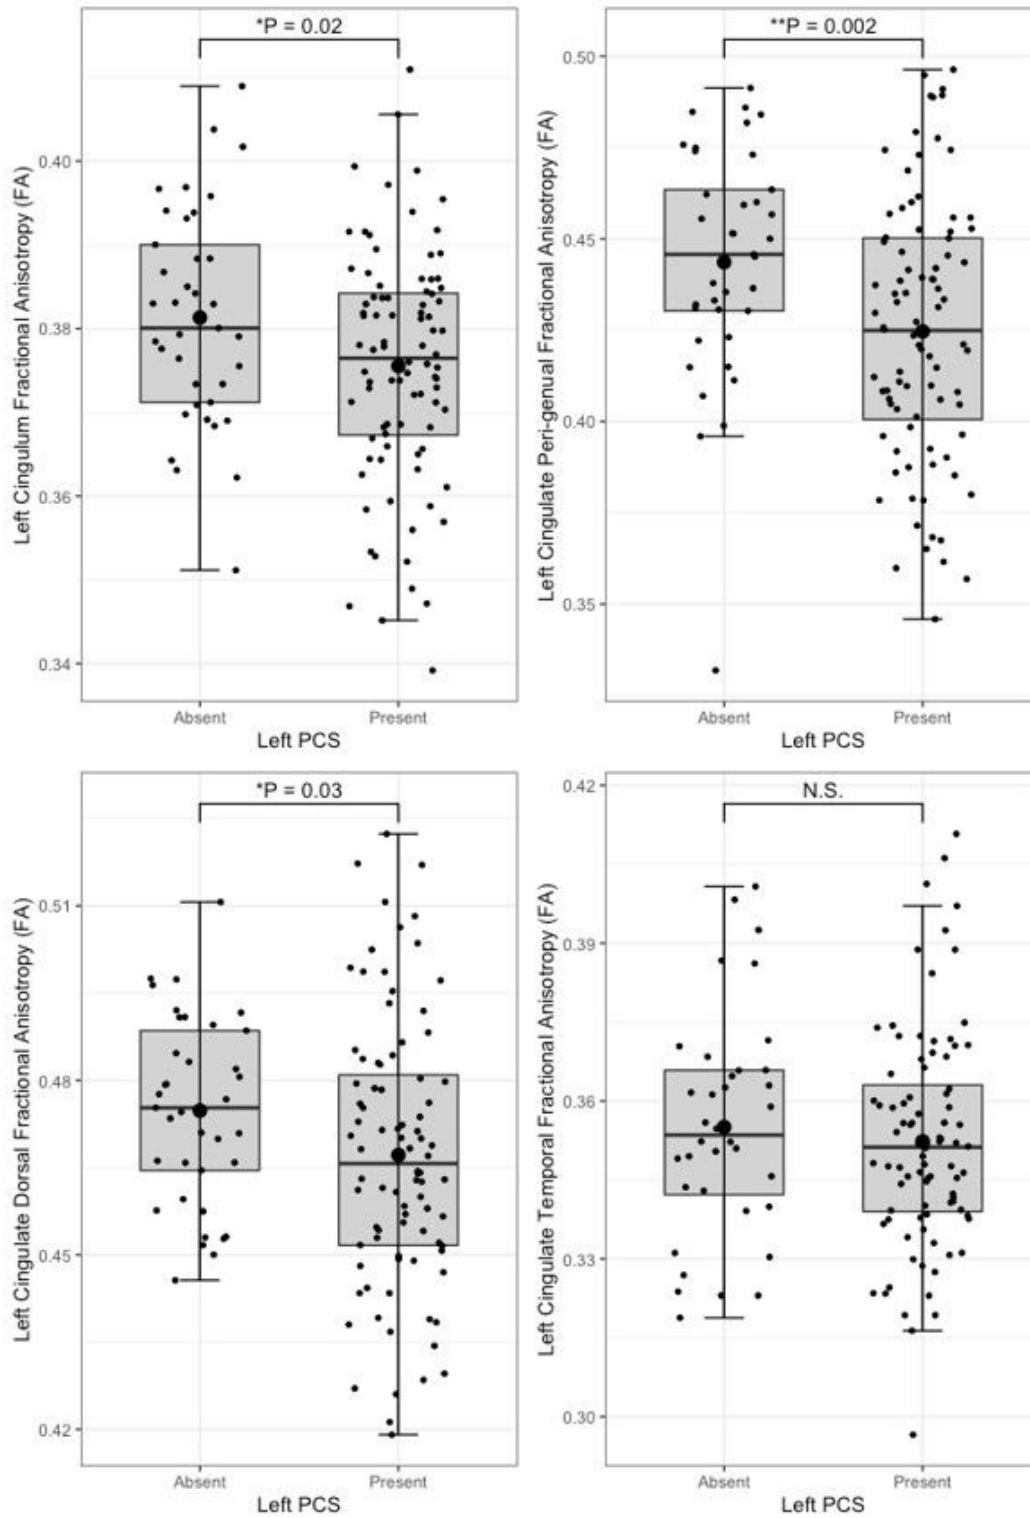 *P = 0.02
Left Cingulum Fractional Anisotropy (FA)
0.40
0.38
0.36
0.34
Absent
Present
Left PCS
**P = 0.002
Left Cingulate Peri-genual Fractional Anisotropy (FA)
0.50
0.45
0.40
0.35
Absent
Present
Left PCS
*P = 0.03
Left Cingulate Dorsal Fractional Anisotropy (FA)
0.51
0.48
0.45
0.42
Absent
Present
Left PCS
N.S.
Left Cingulate Temporal Fractional Anisotropy (FA)
0.42
0.39
0.36
0.33
0.30
Absent
Present
Left PCS